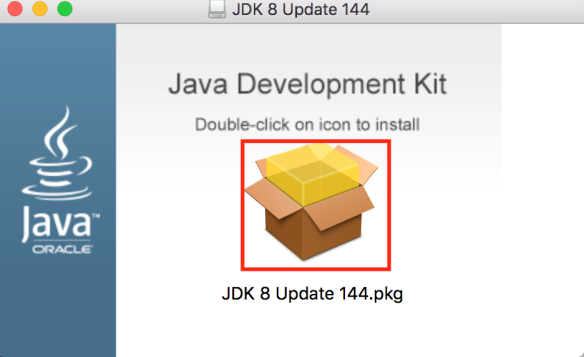 JDK 8 Update 144
Java Development Kit
Double-click on icon to install
Java™
ORACLE
JDK 8 Update 144.pkg